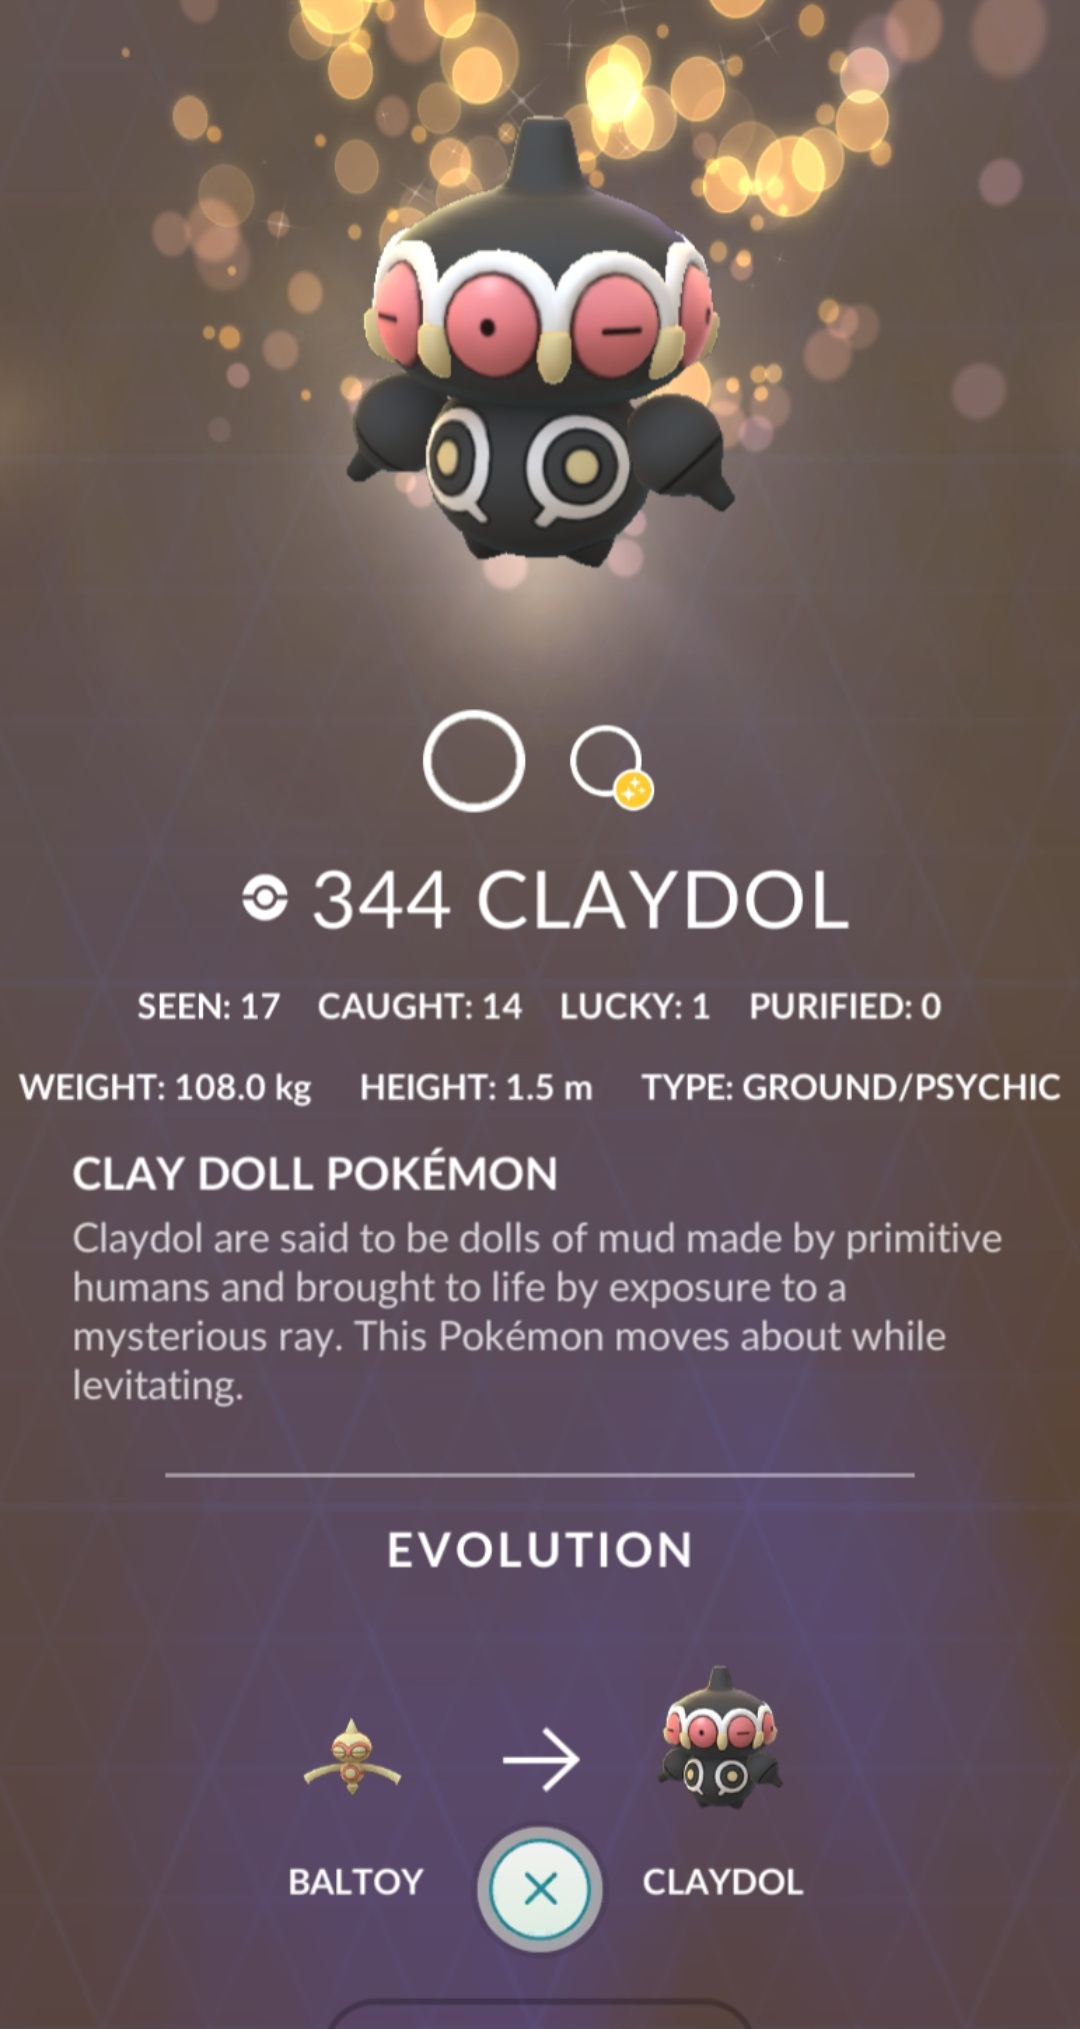 344 CLAYDOL
SEEN: 17 CAUGHT: 14 LUCKY: 1 PURIFIED: 0
WEIGHT: 108.0 kg HEIGHT: 1.5 m TYPE: GROUND/PSYCHIC
CLAY DOLL POKÉMON
Claydol are said to be dolls of mud made by primitive
humans and brought to life by exposure to a
mysterious ray. This Pokémon moves about while
levitating.
EVOLUTION
BALTOY CLAYDOL